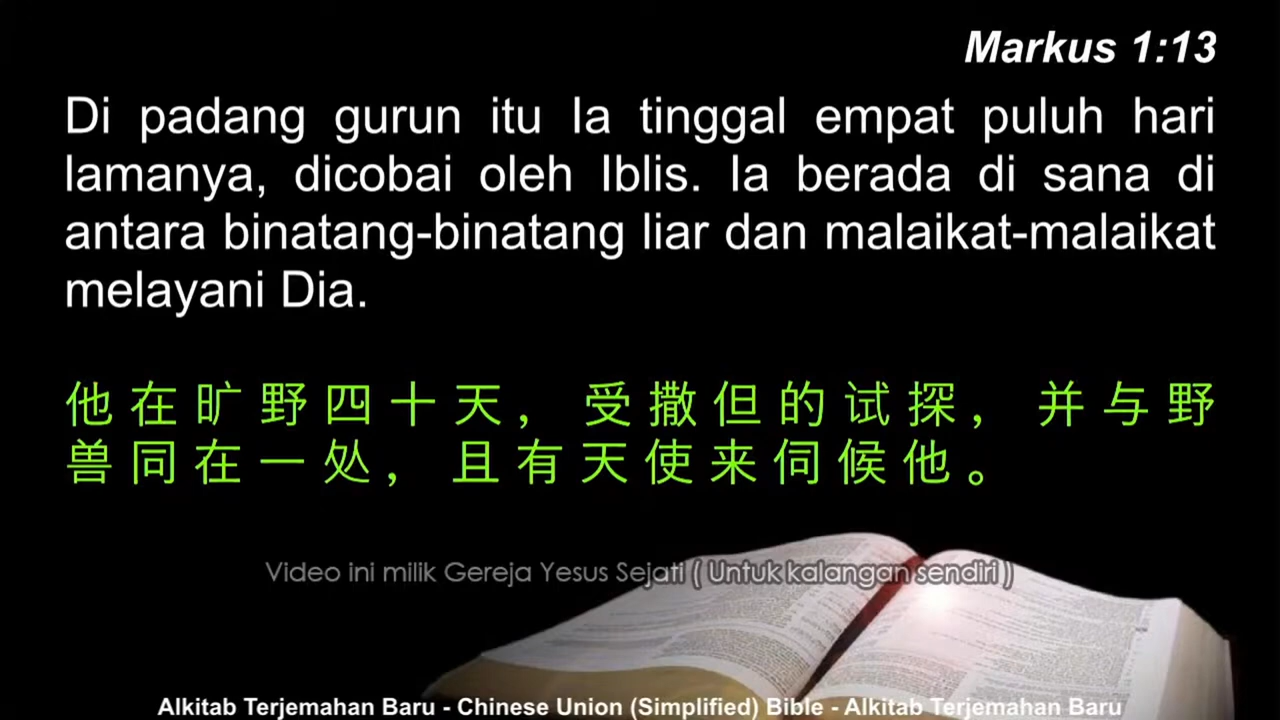 Markus 1:13
Di padang gurun itu Ia tinggal empat puluh hari
lamanya, dicobai oleh Iblis. Ia berada di sana di
antara binatang-binatang liar dan malaikat-malaikat
melayani Dia.
他在旷野四十天，受撒但的试探，并与野
兽同在一处，且有天使来伺候他。
Video ini milik Gereja Yesus Sejati ( Untuk kalangan sendiri )
Alkitab Terjemahan Baru - Chinese Union (Simplified) Bible - Alkitab Terjemahan Baru